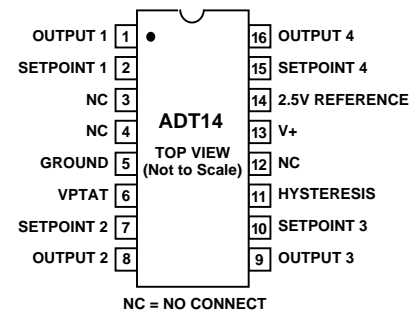 OUTPUT 1 1 16 OUTPUT 4
SETPOINT 1 2 15 SETPOINT 4
NC 3 14 2.5V REFERENCE
NC 4 ADT14 13 V+
GROUND 5 TOP VIEW 12 NC
(Not to Scale)
VPTAT 6 11 HYSTERESIS
SETPOINT 2 7 10 SETPOINT 3
OUTPUT 2 8 9 OUTPUT 3
NC = NO CONNECT